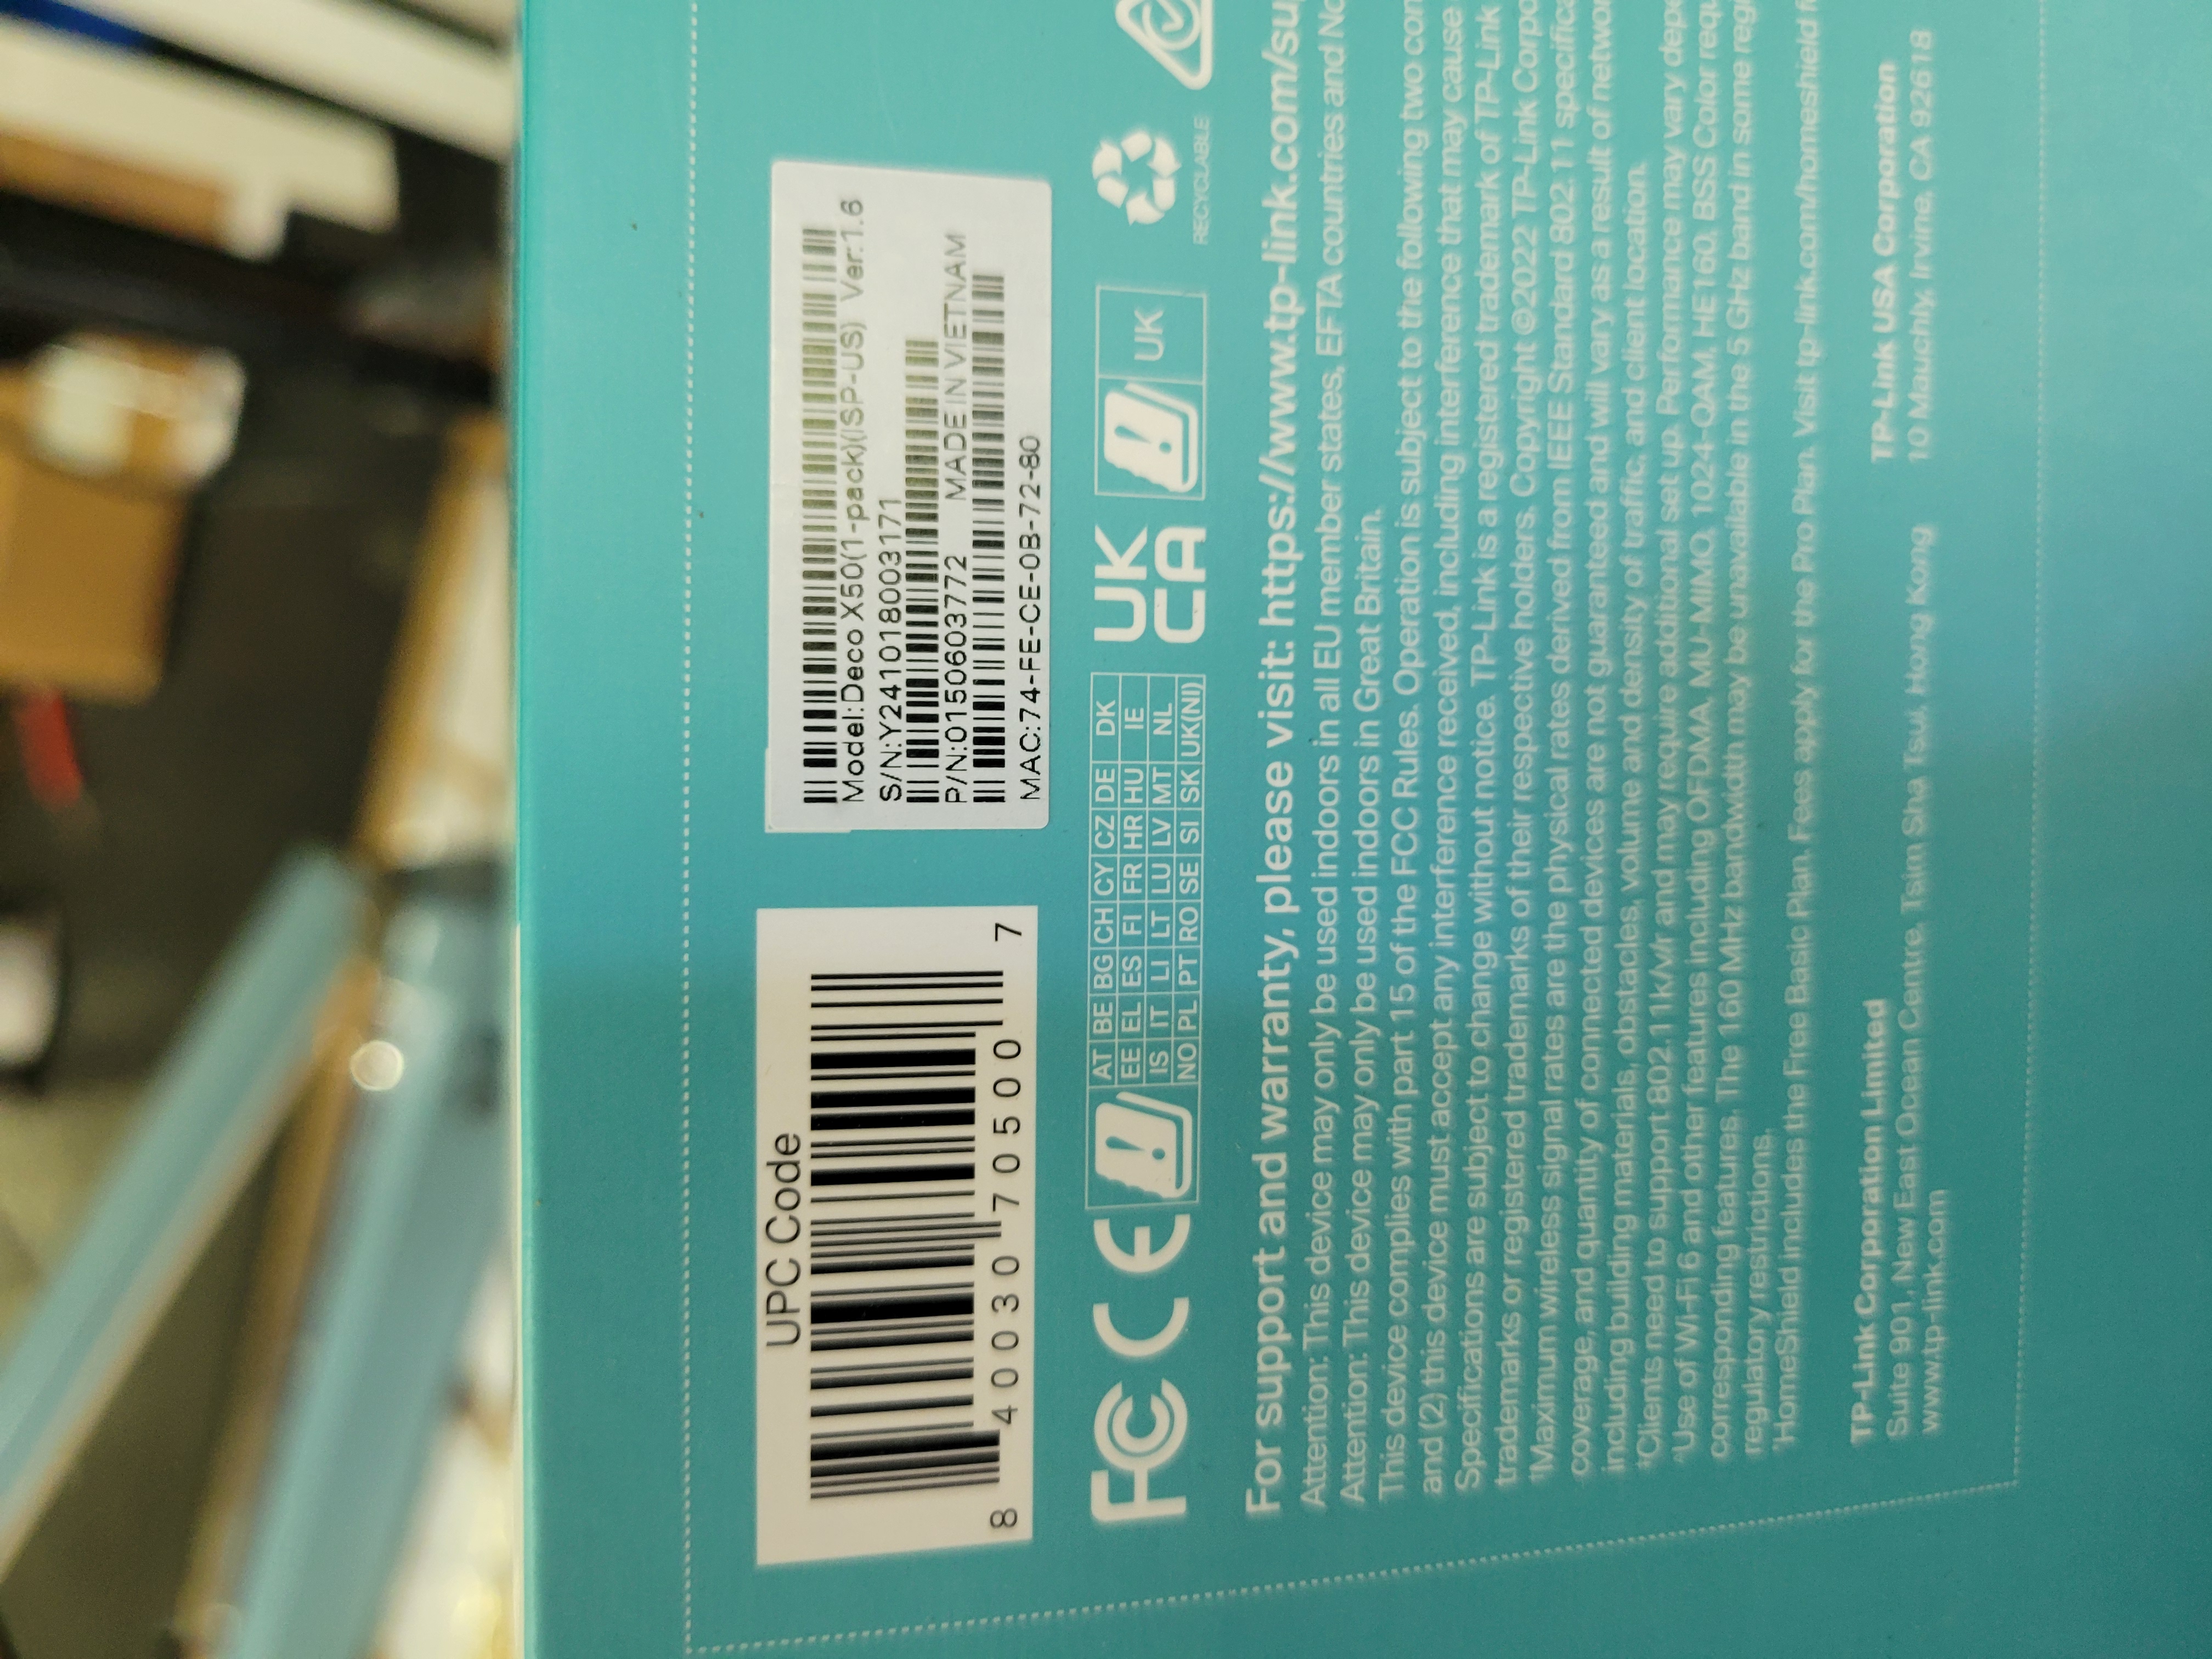 UPC Code
8 40030 70500 7
Model:Deco X50(1-pack)(ISP-US) Ver:1.6
S/N:Y241018003171
P/N:0150603772 MADE IN VIETNAM
MAC:74-FE-CE-0B-72-80
FC CE
AT BE BG CH CY CZ DE DK
EE EL ES FI FR HR HU IE
IS IT LI LT LU LV MT NL
NO PL PT RO SE SI SK UK(NI)
UK
CA
UK
RECYCLABLE
For support and warranty, please visit: https://www.tp-link.com/su
Attention: This device may only be used indoors in all EU member states, EFTA countries and No
Attention: This device may only be used indoors in Great Britain.
This device complies with part 15 of the FCC Rules. Operation is subject to the following two con
and (2) this device must accept any interference received, including interference that may cause
Specifications are subject to change without notice. TP-Link is a registered trademark of TP-Link
trademarks or registered trademarks of their respective holders. Copyright ©2022 TP-Link Corpo
†Maximum wireless signal rates are the physical rates derived from IEEE Standard 802.11 specifica
coverage, and quantity of connected devices are not guaranteed and will vary as a result of networ
including building materials, obstacles, volume and density of traffic, and client location.
‡Clients need to support 802.11k/v/r and may require additional set up. Performance may vary depe
Use of Wi-Fi 6 and other features including OFDMA, MU-MIMO, 1024-QAM, HE160, BSS Color requ
corresponding features. The 160 MHz bandwidth may be unavailable in the 5 GHz band in some regi
regulatory restrictions.
HomeShield includes the Free Basic Plan. Fees apply for the Pro Plan. Visit tp-link.com/homeshield f
TP-Link Corporation Limited
Suite 901, New East Ocean Centre, Tsim Sha Tsui, Hong Kong
www.tp-link.com
TP-Link USA Corporation
10 Mauchly, Irvine, CA 92618